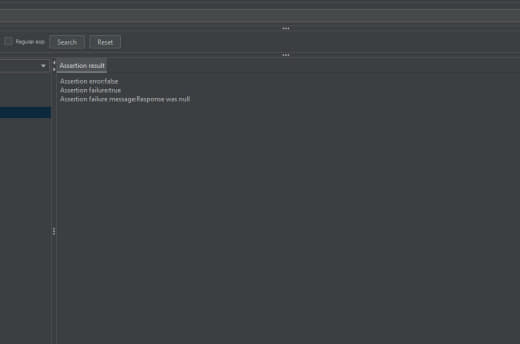 Regular exp.
Search
Reset
Assertion result
Assertion error:false
Assertion failure:true
Assertion failure message:Response was null